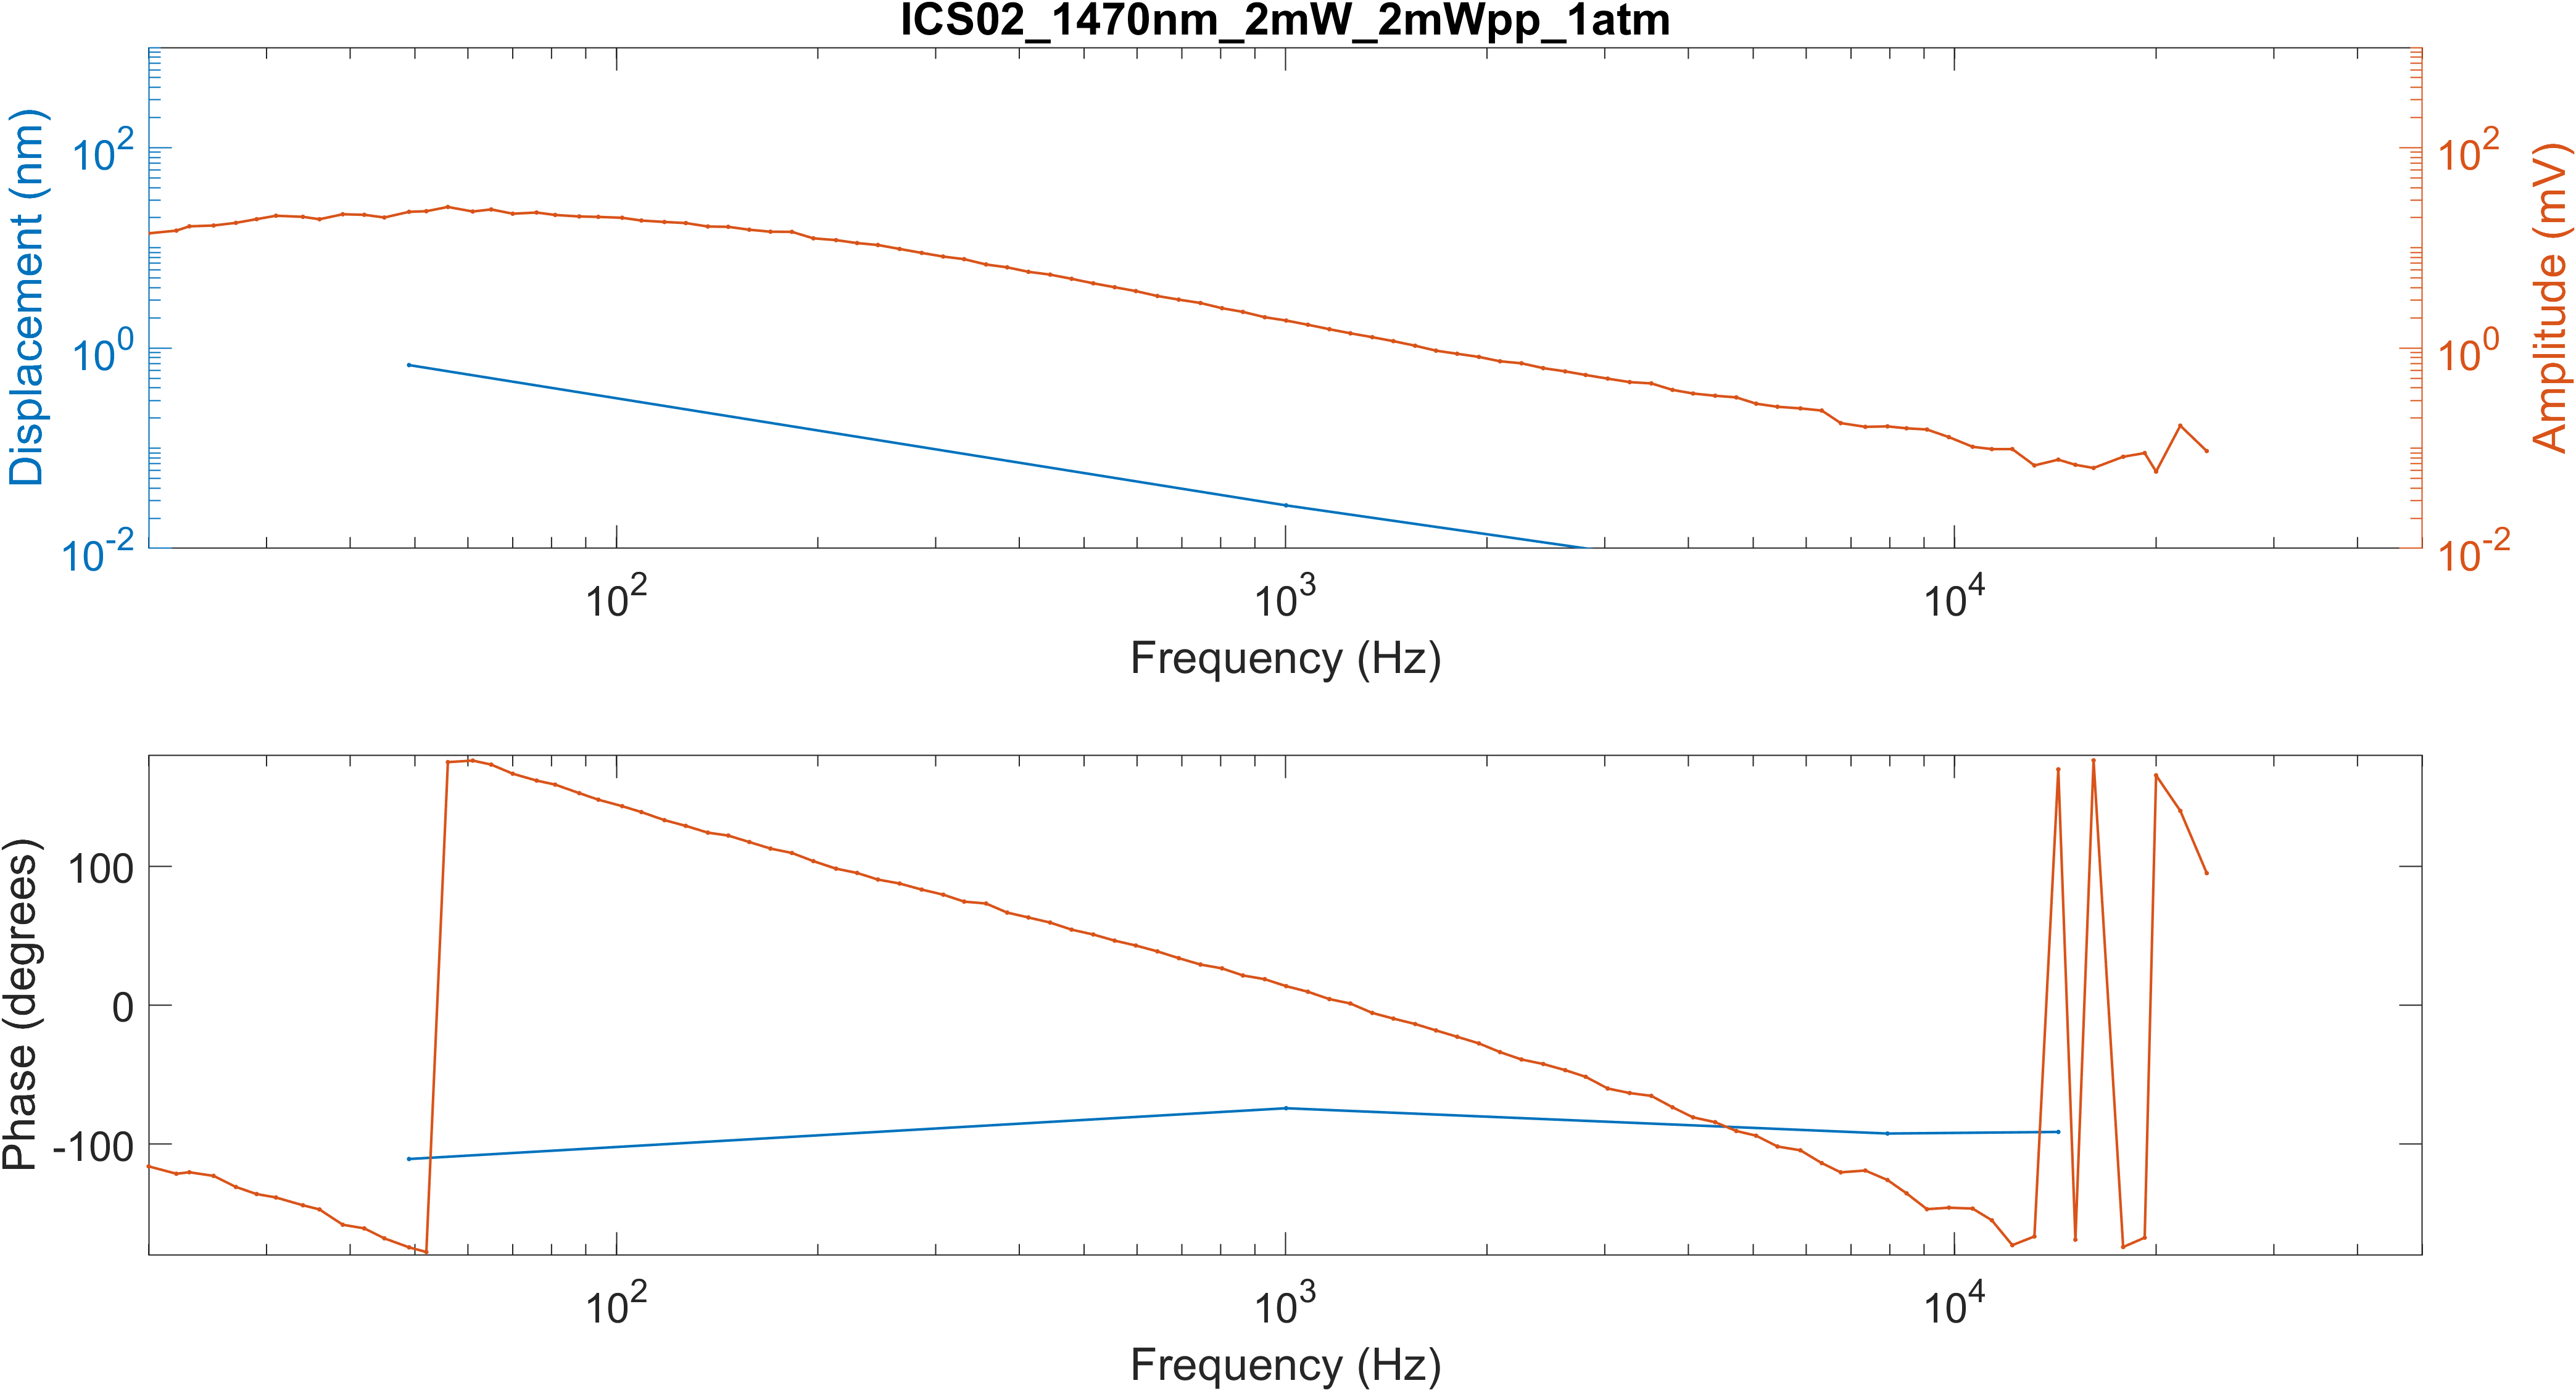 ICS02_1470nm_2mW_2mWpp_1atm
Displacement (nm)
10^2
10^0
10^-2
10^2
10^0
10^-2
Amplitude (mV)
10^2
10^3
10^4
Frequency (Hz)
Phase (degrees)
100
0
-100
10^2
10^3
10^4
Frequency (Hz)